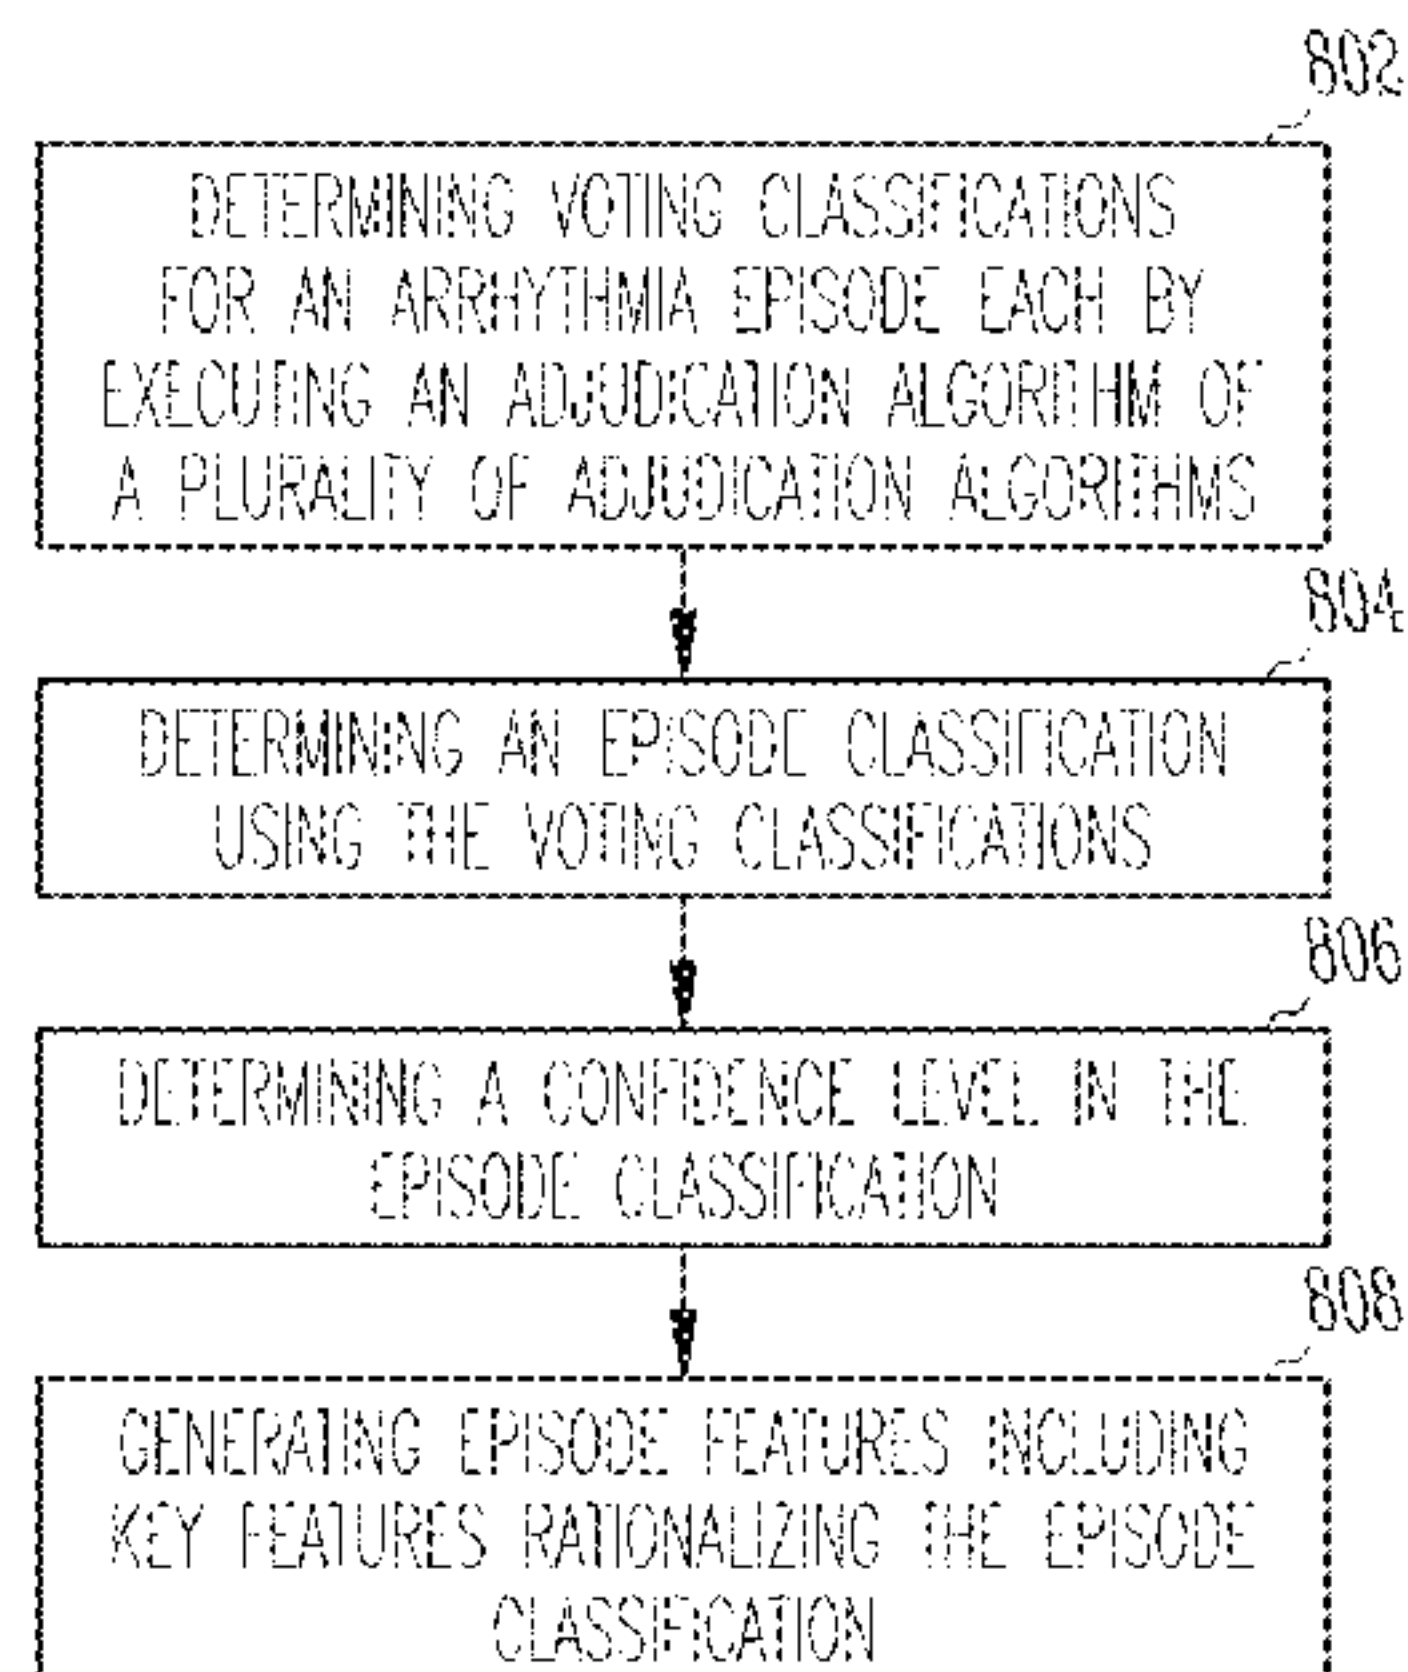 802
DETERMINING VOTING CLASSIFICATIONS
FOR AN ARRHYTHMIA EPISODE EACH BY
EXECUTING AN ADJUDICATION ALGORITHM OF
A PLURALITY OF ADJUDICATION ALGORITHMS
804
DETERMINING AN EPISODE CLASSIFICATION
USING THE VOTING CLASSIFICATIONS
806
DETERMINING A CONFIDENCE LEVEL IN THE
EPISODE CLASSIFICATION
808
GENERATING EPISODE FEATURES INCLUDING
KEY FEATURES RATIONALIZING THE EPISODE
CLASSIFICATION